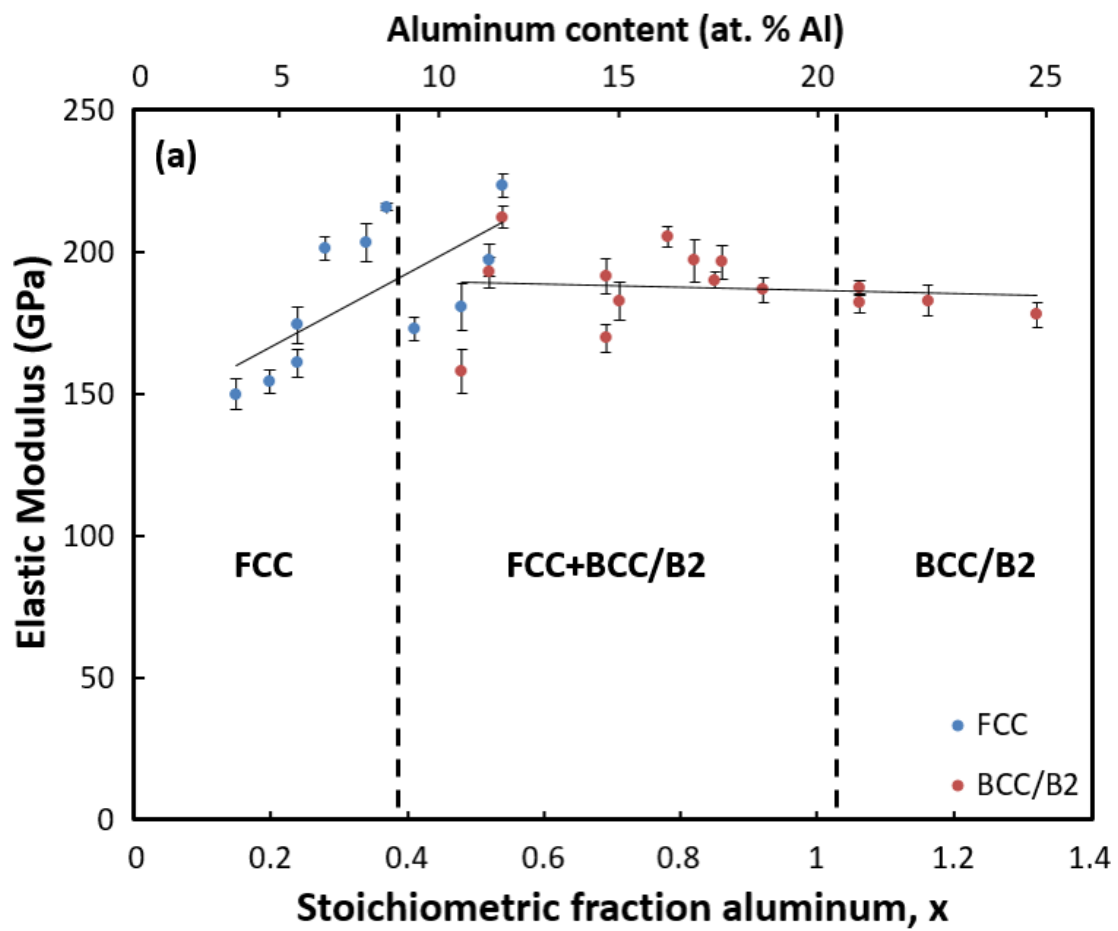 Aluminum content (at. % Al)
0 5 10 15 20 25
250
(a)
200
150
100
50
0
Elastic Modulus (GPa)
FCC FCC+BCC/B2 BCC/B2
FCC
BCC/B2
0 0.2 0.4 0.6 0.8 1 1.2 1.4
Stoichiometric fraction aluminum, x